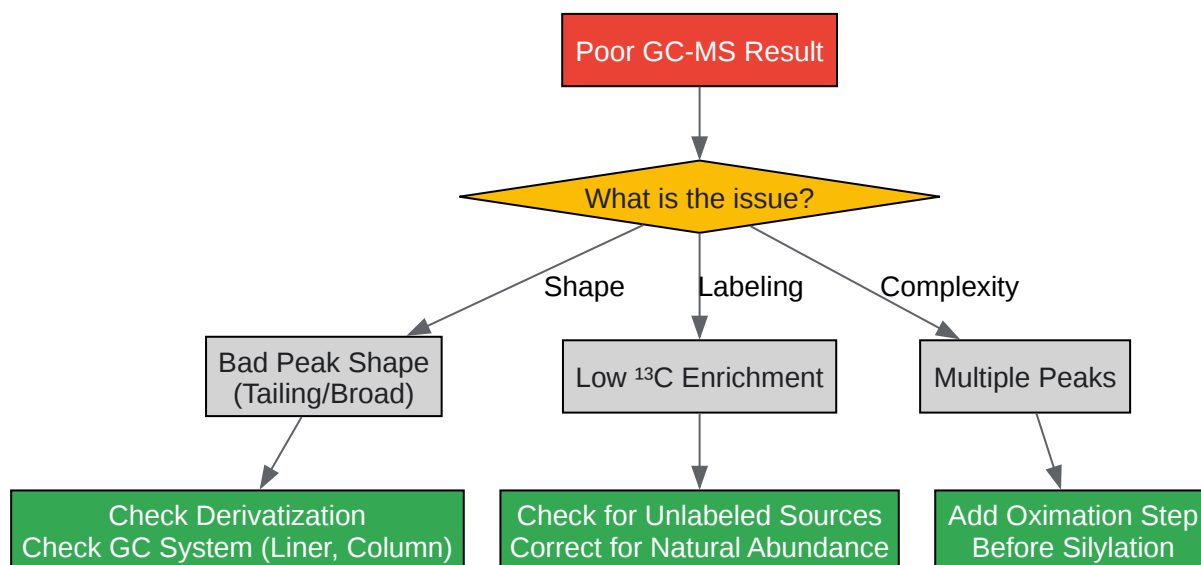 Poor GC-MS Result
What is the issue?
Shape
Labeling
Complexity
Bad Peak Shape
(Tailing/Broad)
Low ¹³C Enrichment
Multiple Peaks
Check Derivatization
Check GC System (Liner, Column)
Check for Unlabeled Sources
Correct for Natural Abundance
Add Oximation Step
Before Silylation